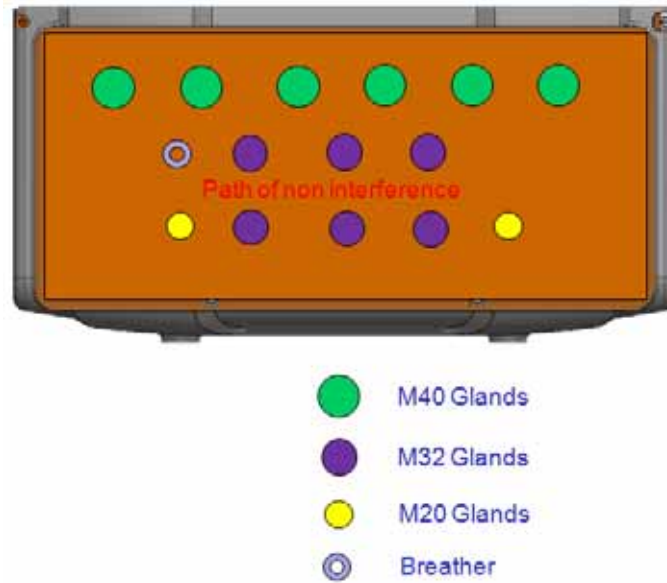 Path of non interference
M40 Glands
M32 Glands
M20 Glands
Breather